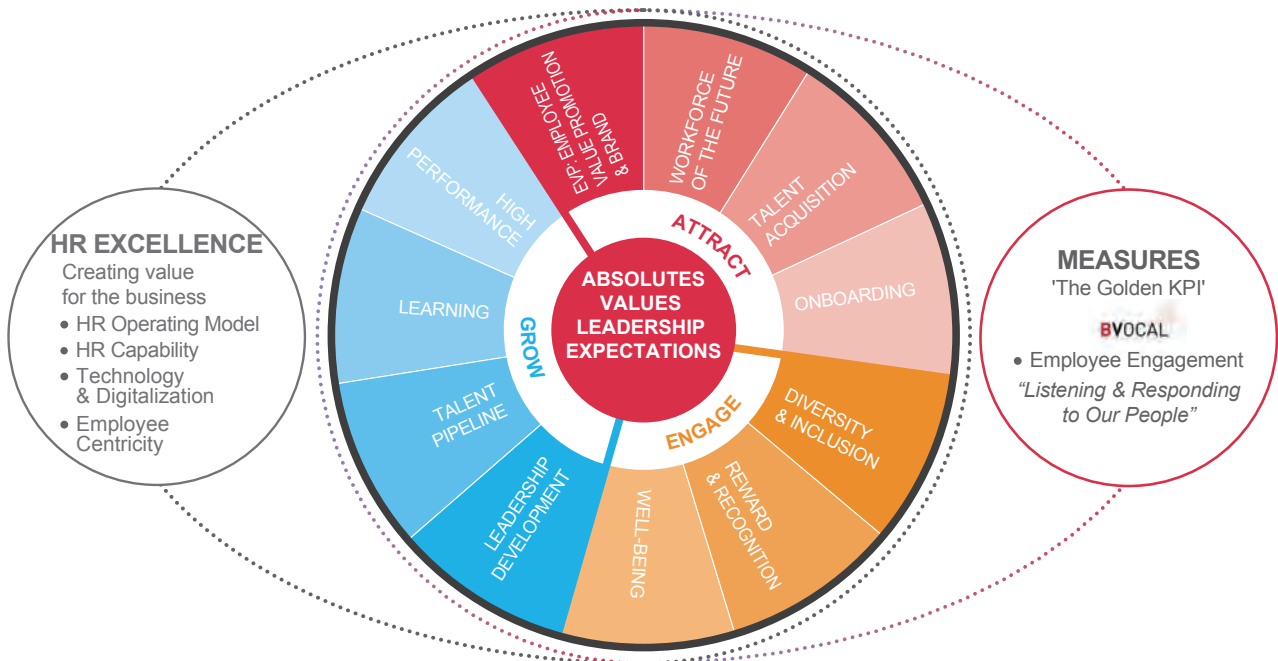 HR EXCELLENCE
Creating value
for the business
• HR Operating Model
• HR Capability
• Technology
& Digitalization
• Employee
Centricity
EVP: EMPLOYEE
VALUE PROMOTION
& BRAND
WORKFORCE
OF THE FUTURE
TALENT
ACQUISITION
ONBOARDING
DIVERSITY
& INCLUSION
REWARD
& RECOGNITION
WELL-BEING
LEADERSHIP
DEVELOPMENT
TALENT
PIPELINE
LEARNING
HIGH
PERFORMANCE
ATTRACT
ENGAGE
GROW
ABSOLUTES
VALUES
LEADERSHIP
EXPECTATIONS
MEASURES
'The Golden KPI'
BVOCAL
• Employee Engagement
“Listening & Responding
to Our People”